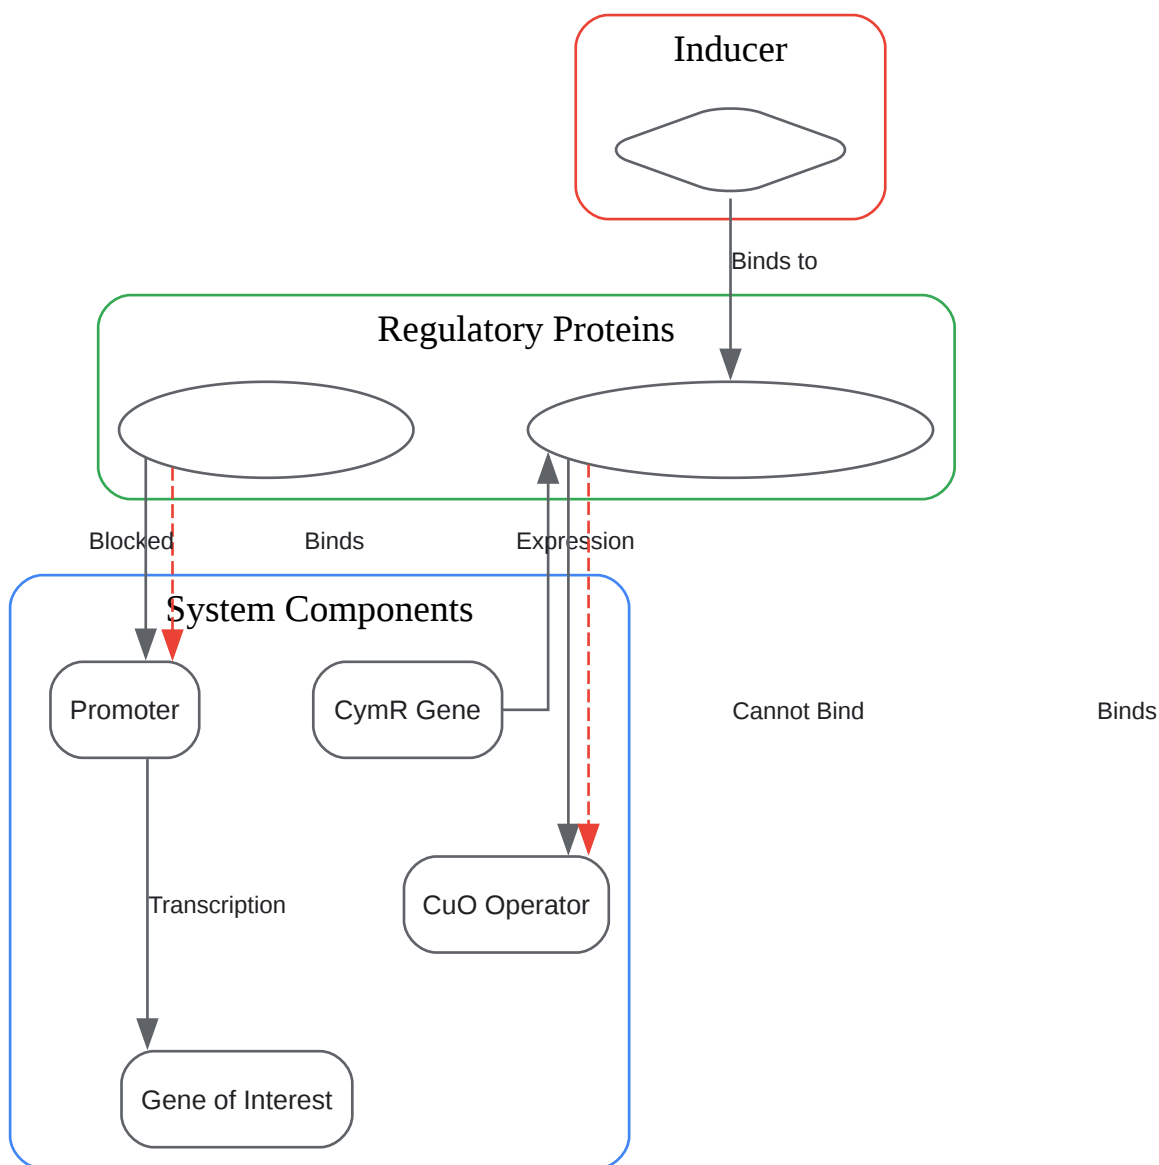 Inducer
Binds to
Regulatory Proteins
Blocked
Binds
Expression
System Components
Promoter
CymR Gene
Cannot Bind
Binds
Transcription
CuO Operator
Gene of Interest